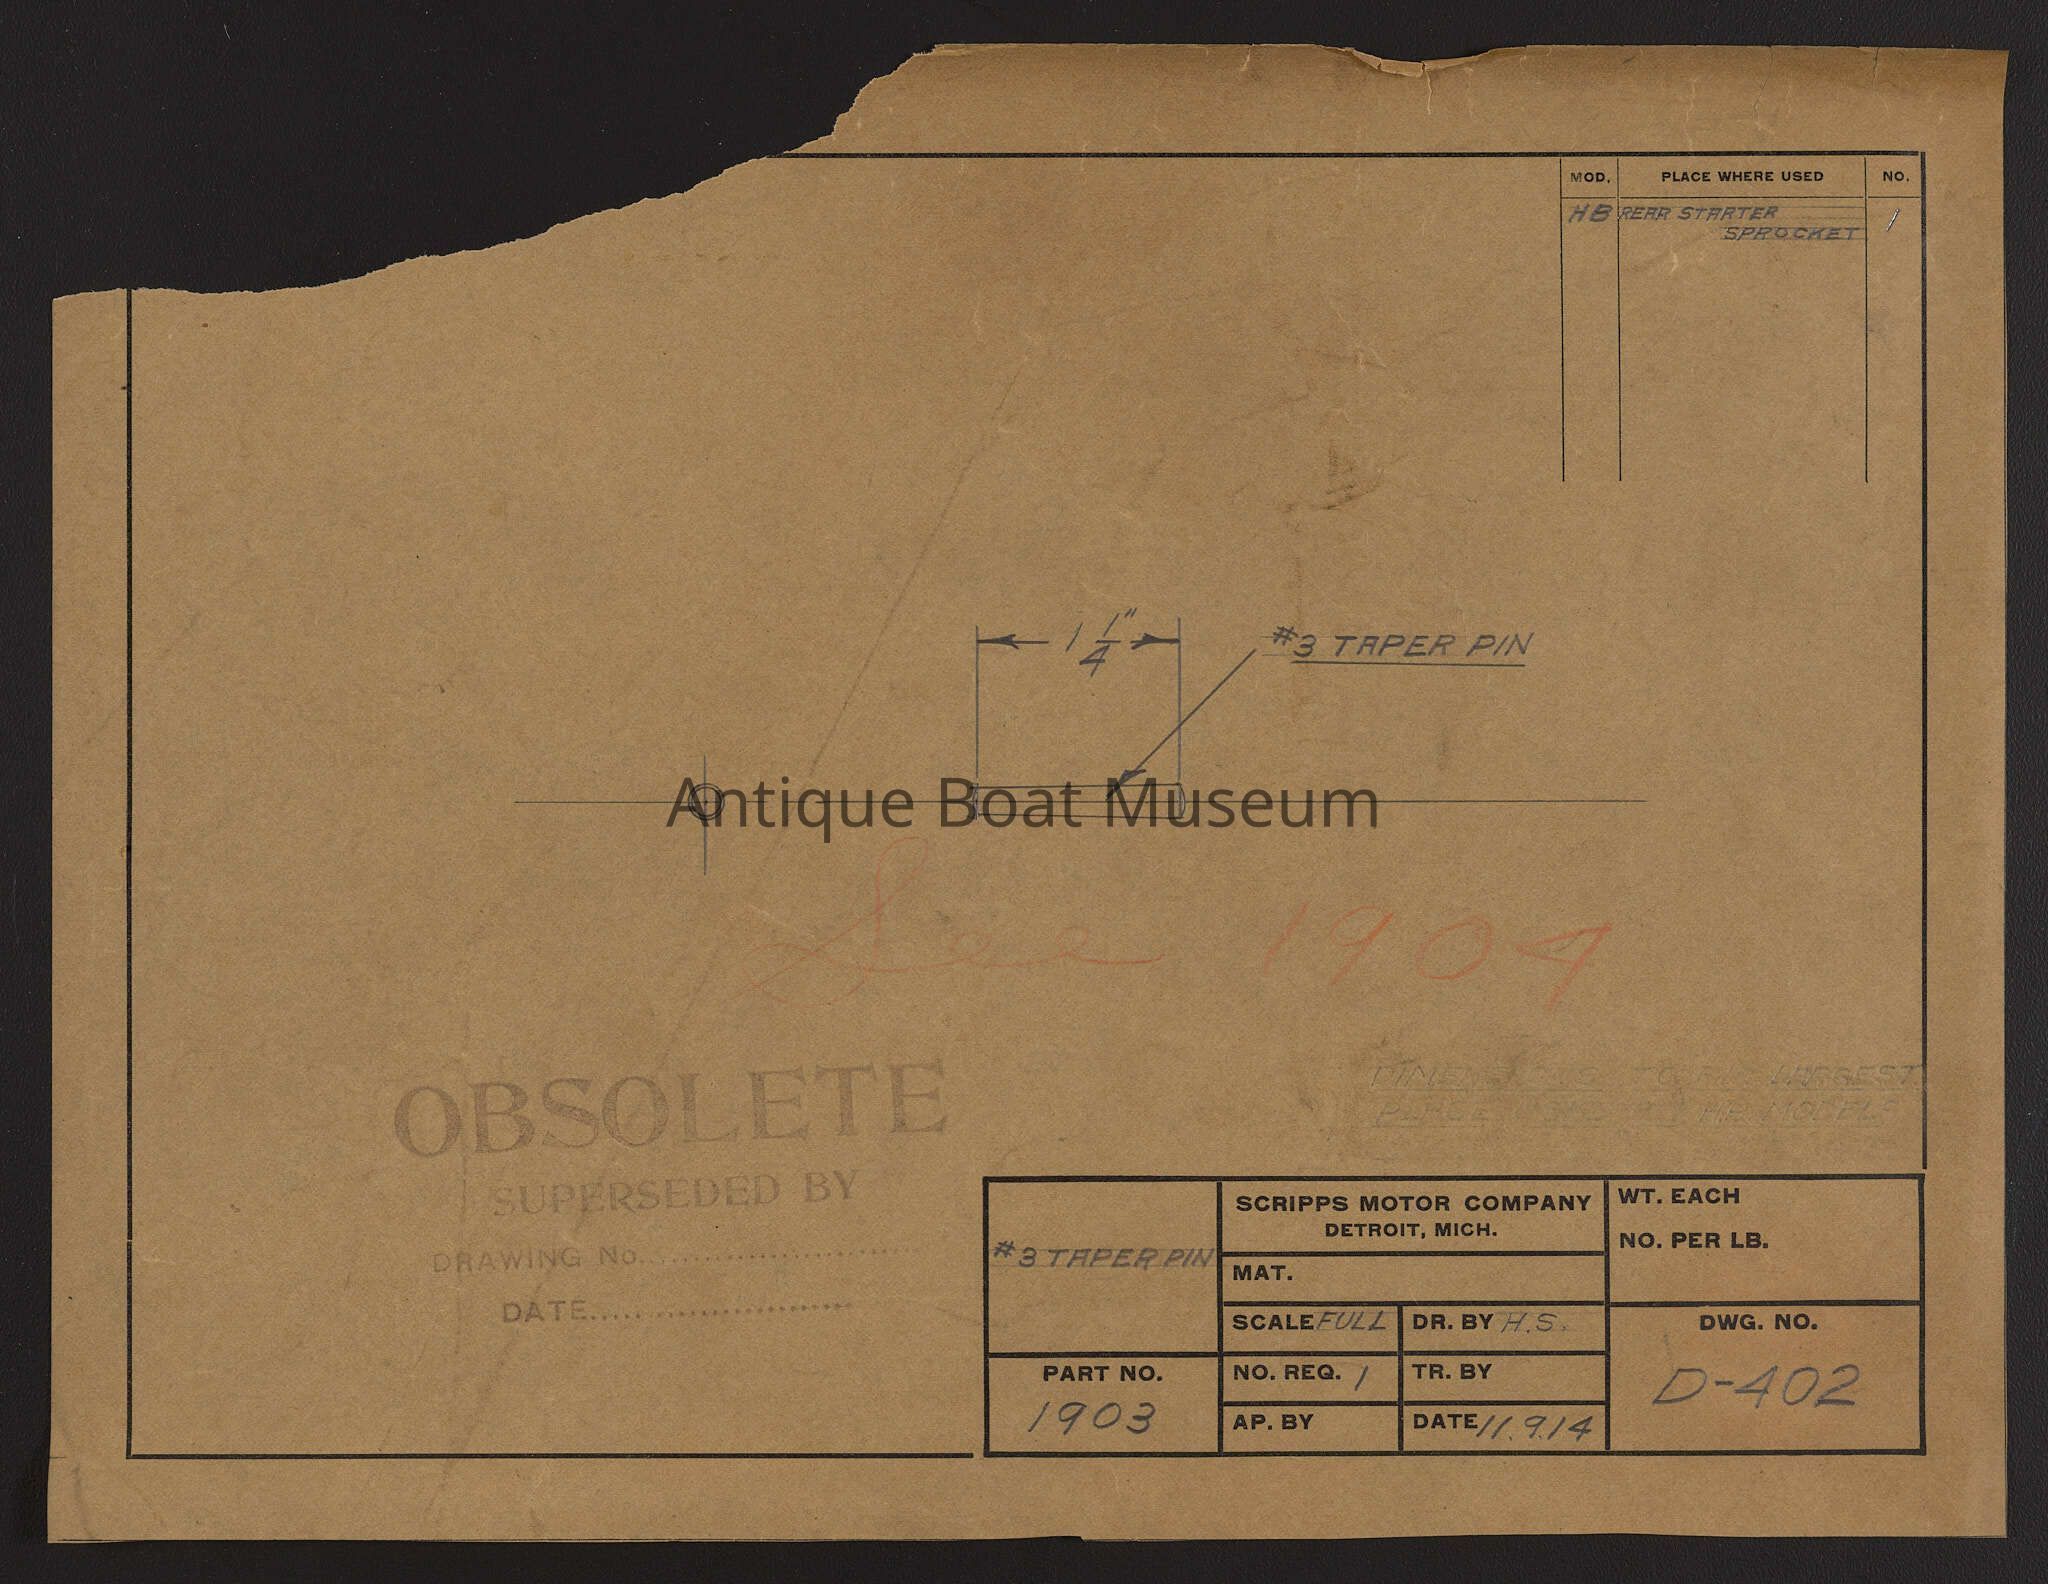 MOD. PLACE WHERE USED NO.
HB REAR STARTER 1
SPROCKET
1 1/4"
#3 TAPER PIN
Antique Boat Museum
See 1904
LARGEST
PLACE
OBSOLETE
SUPERSEDED BY
DRAWING No.
DATE
#3 TAPER PIN
PART NO.
1903
SCRIPPS MOTOR COMPANY
DETROIT, MICH.
MAT.
SCALE FULL
DR. BY H.S.
NO. REQ. 1
TR. BY
AP. BY
DATE 11.9.14
WT. EACH
NO. PER LB.
DWG. NO.
D-402